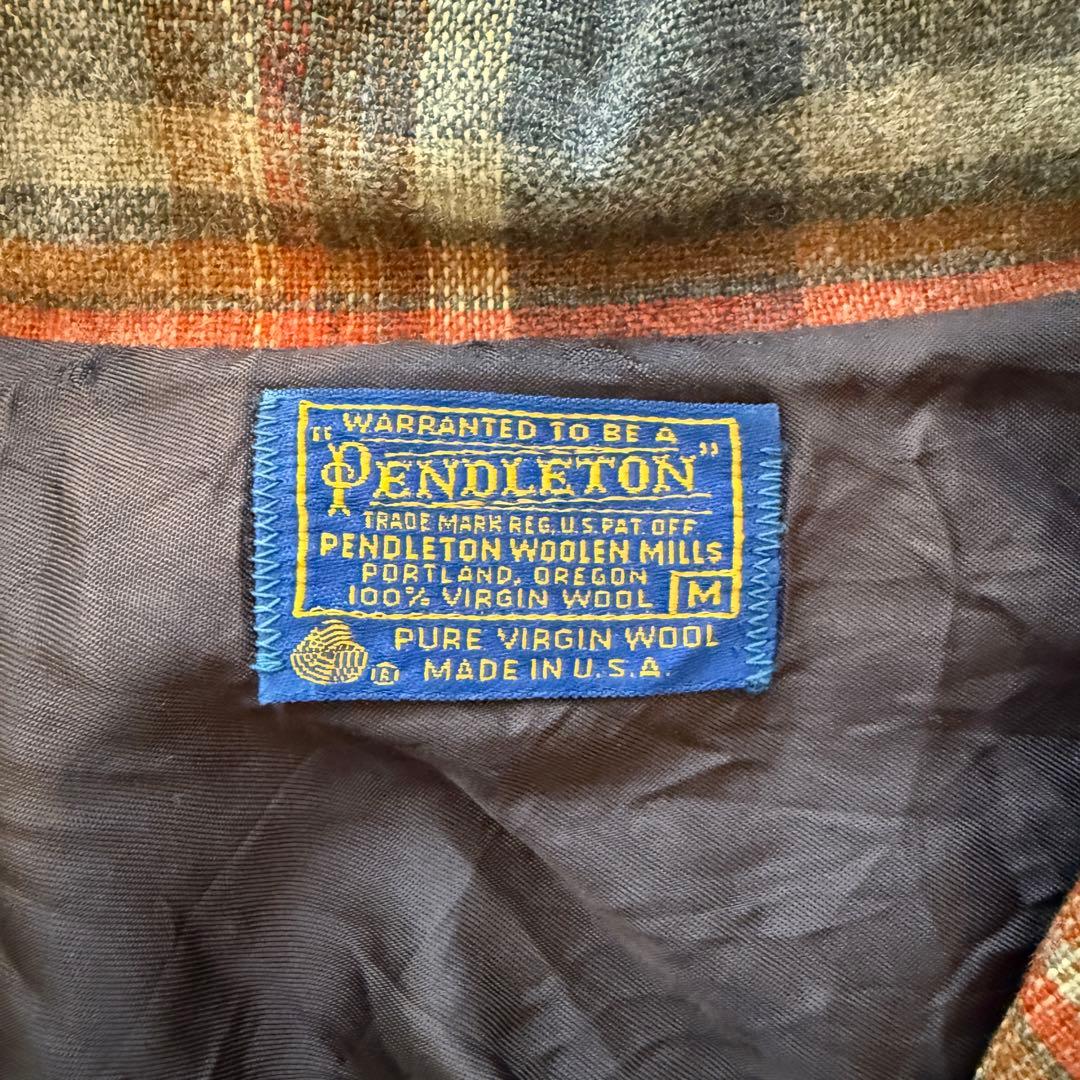 WARRANTED TO BE A
"PENDLETON"
TRADE MARK REG. U.S. PAT. OFF.
PENDLETON WOOLEN MILLS
PORTLAND, OREGON
100% VIRGIN WOOL M
PURE VIRGIN WOOL
® MADE IN U.S.A.